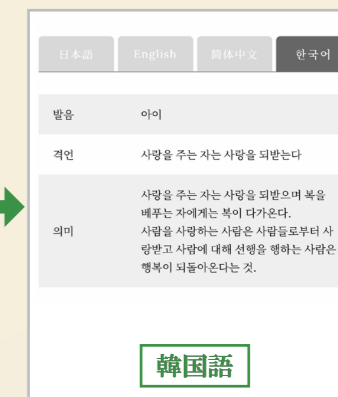 日本語 English 简体中文 한국어
발음 아이
격언 사랑을 주는 자는 사랑을 되받는다
의미
사랑을 주는 자는 사랑을 되받으며 복을
베푸는 자에게는 복이 다가온다.
사람을 사랑하는 사람은 사람들로부터 사
랑받고 사람에 대해 선행을 행하는 사람은
행복이 되돌아온다는 것.
韓国語